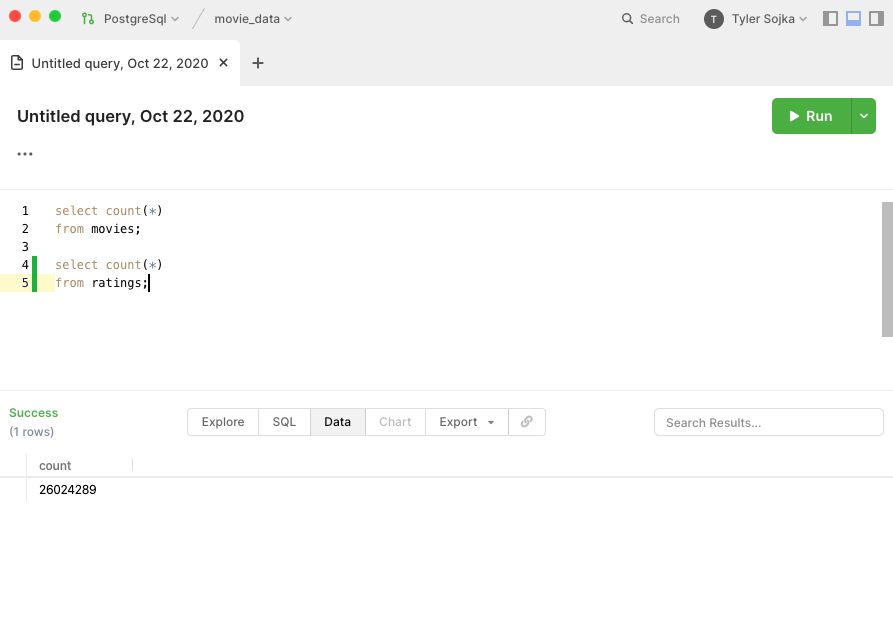 PostgreSql movie_data Search T Tyler Sojka
Untitled query, Oct 22, 2020
Untitled query, Oct 22, 2020
Run
1 select count(*)
2 from movies;
3
4 select count(*)
5 from ratings;
Success
(1 rows)
Explore SQL Data Chart Export
Search Results...
count
26024289